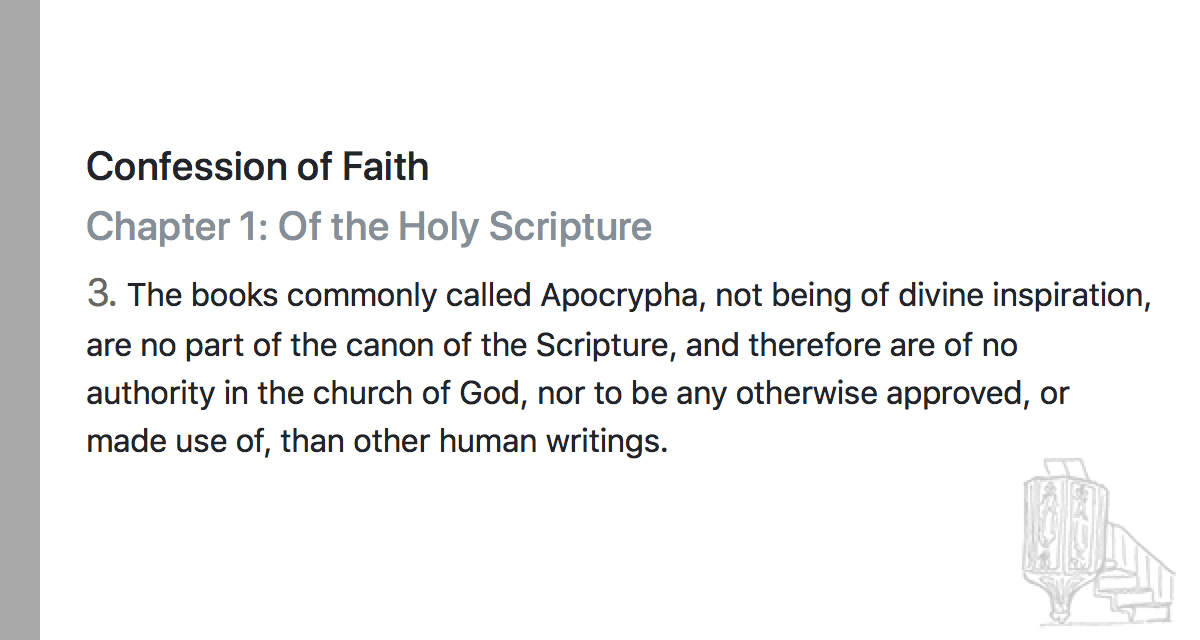 Confession of Faith
Chapter 1: Of the Holy Scripture
3. The books commonly called Apocrypha, not being of divine inspiration,
are no part of the canon of the Scripture, and therefore are of no
authority in the church of God, nor to be any otherwise approved, or
made use of, than other human writings.